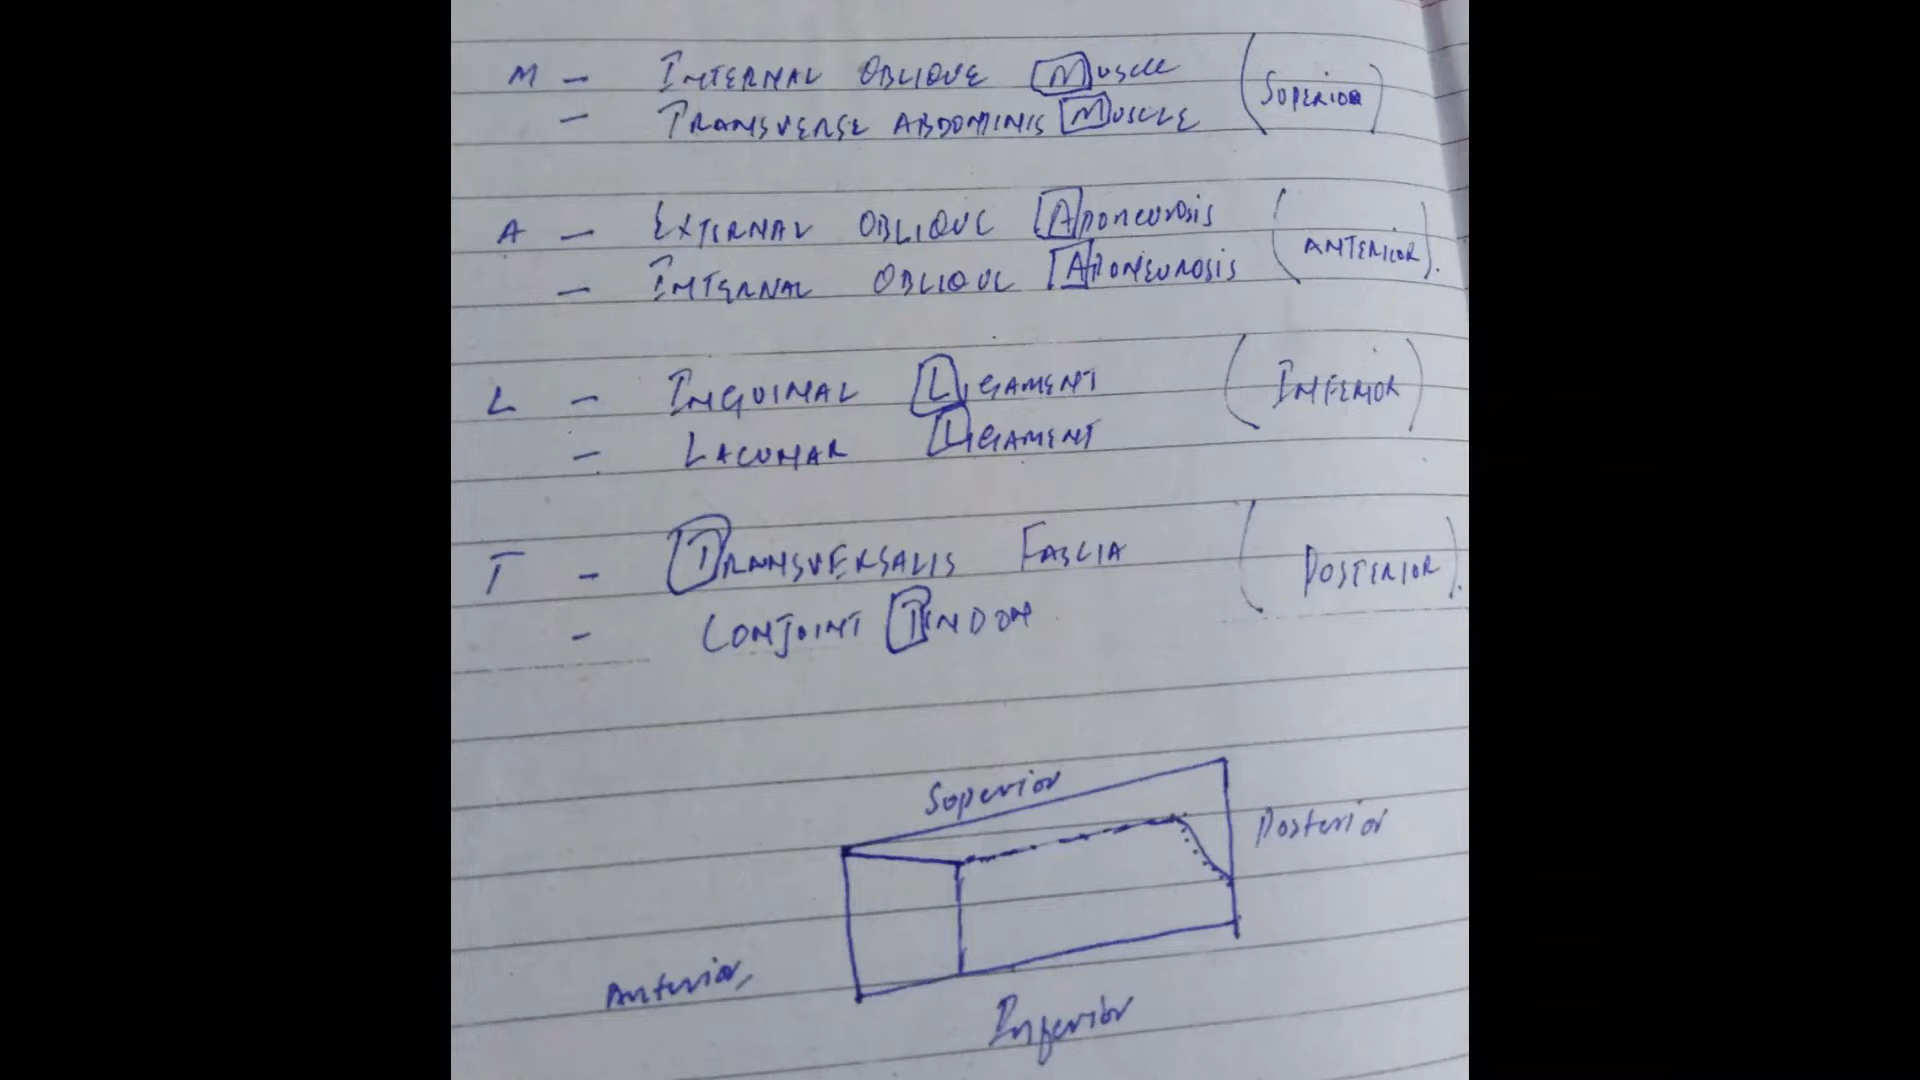 M - INTERNAL OBLIQUE MUSCLE (SUPERIOR)
- TRANSVERSE ABDOMINIS MUSCLE
A - EXTERNAL OBLIQUE Aponeurosis (ANTERIOR).
- INTERNAL OBLIQUE APONEUROSIS
L - INGUINAL LIGAMENT (INFERIOR)
- LACUNAR LIGAMENT
T - TRANSVERSALIS FASCIA (POSTERIOR).
- CONJOINT TENDON
Superior
Posterior
Anterior
Inferior